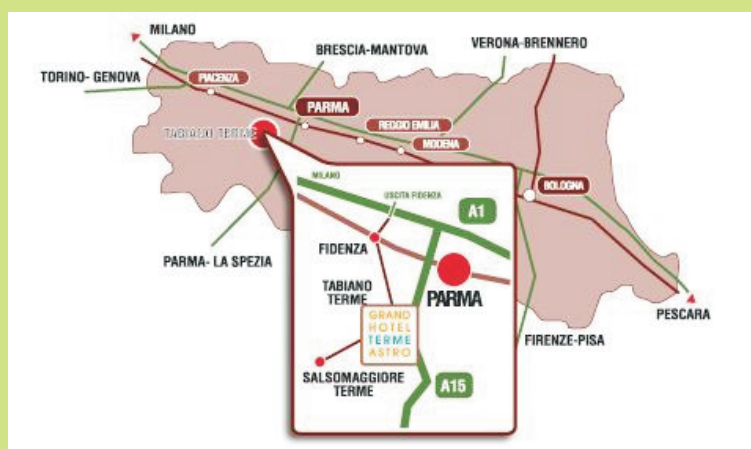 MILANO
BRESCIA-MANTOVA
VERONA-BRENNERO
TORINO- GENOVA
PIACENZA
PARMA
REGGIO EMILIA
MODENA
TABIANO TERME
BOLOGNA
PARMA- LA SPEZIA
PESCARA
FIRENZE-PISA
MILANO
USCITA FIDENZA
A1
FIDENZA
TABIANO
TERME
PARMA
GRAND
HOTEL
TERME
ASTRO
SALSOMAGGIORE
TERME
A15